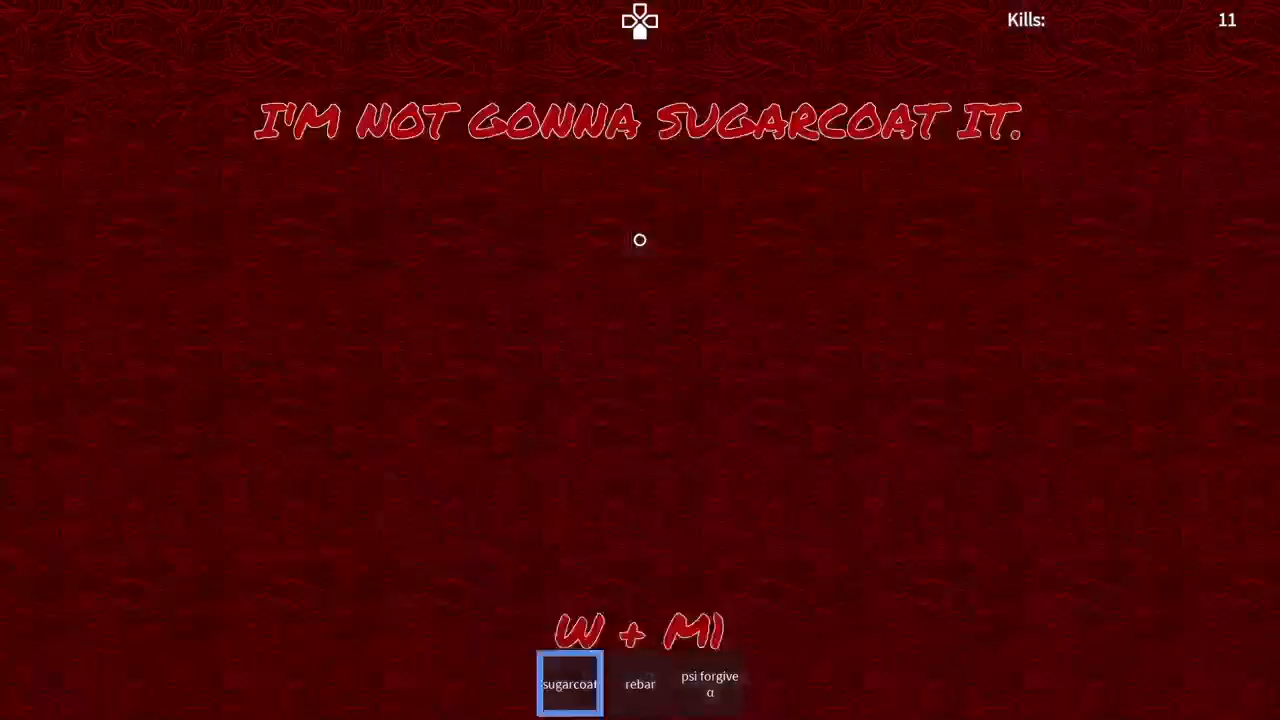 Kills: 11
I'M NOT GONNA SUGARCOAT IT.
W + M1
sugarcoat
rebar
psi forgive
α